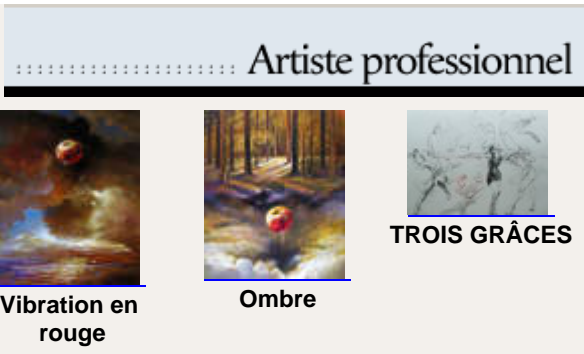 Artiste professionnel
Vibration en
rouge
Ombre
TROIS GRÂCES